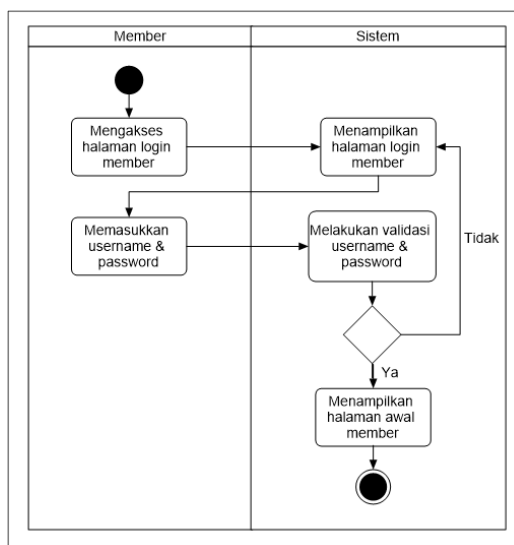 Member
Sistem
Mengakses
halaman login
member
Menampilkan
halaman login
member
Memasukkan
username &
password
Melakukan validasi
username &
password
Tidak
Ya
Menampilkan
halaman awal
member